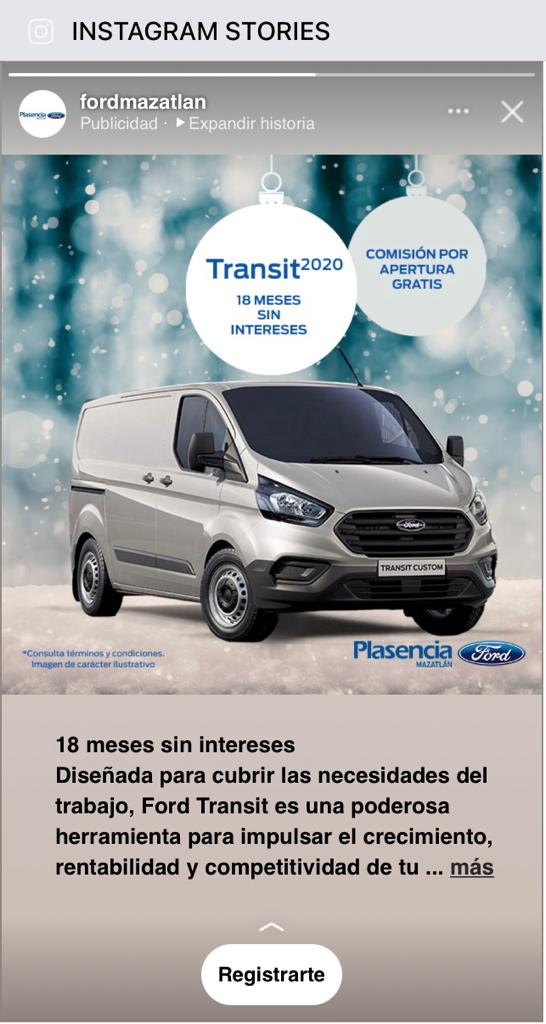 INSTAGRAM STORIES
fordmazatlan
Publicidad · Expandir historia
Transit2020
18 MESES
SIN
INTERESES
COMISIÓN POR
APERTURA
GRATIS
Ford
TRANSIT CUSTOM
*Consulta términos y condiciones.
Imagen de carácter ilustrativo
Plasencia
MAZATLÁN
Ford
18 meses sin intereses
Diseñada para cubrir las necesidades del
trabajo, Ford Transit es una poderosa
herramienta para impulsar el crecimiento,
rentabilidad y competitividad de tu ... más
Registrarte